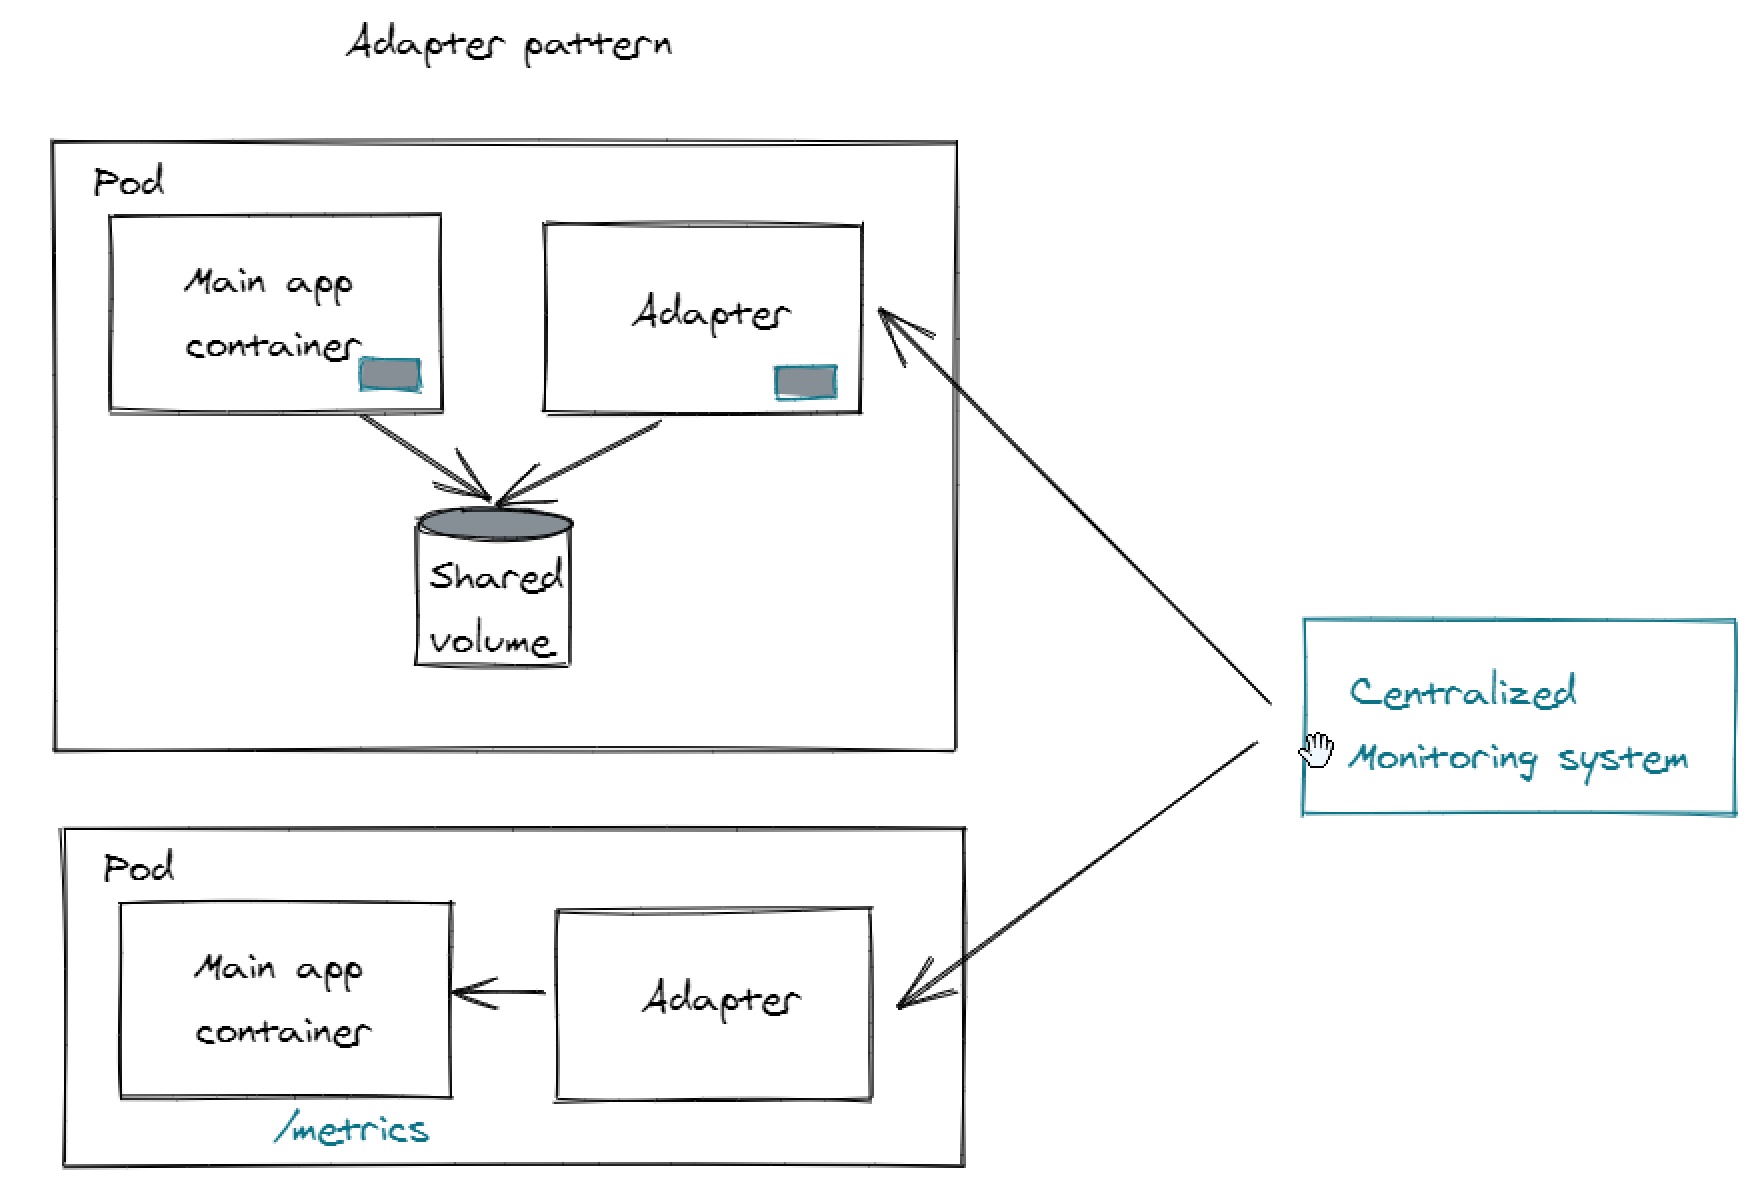 Adapter pattern
Pod
Main app
container
Adapter
Shared
volume
Centralized
Monitoring system
Pod
Main app
container
Adapter
/metrics